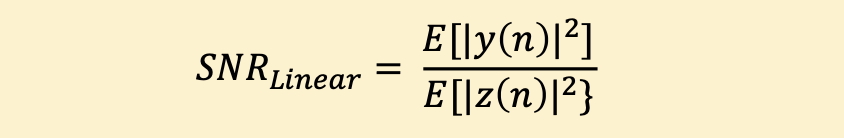 SNR_Linear = E[|y(n)|²] / E[|z(n)|²}